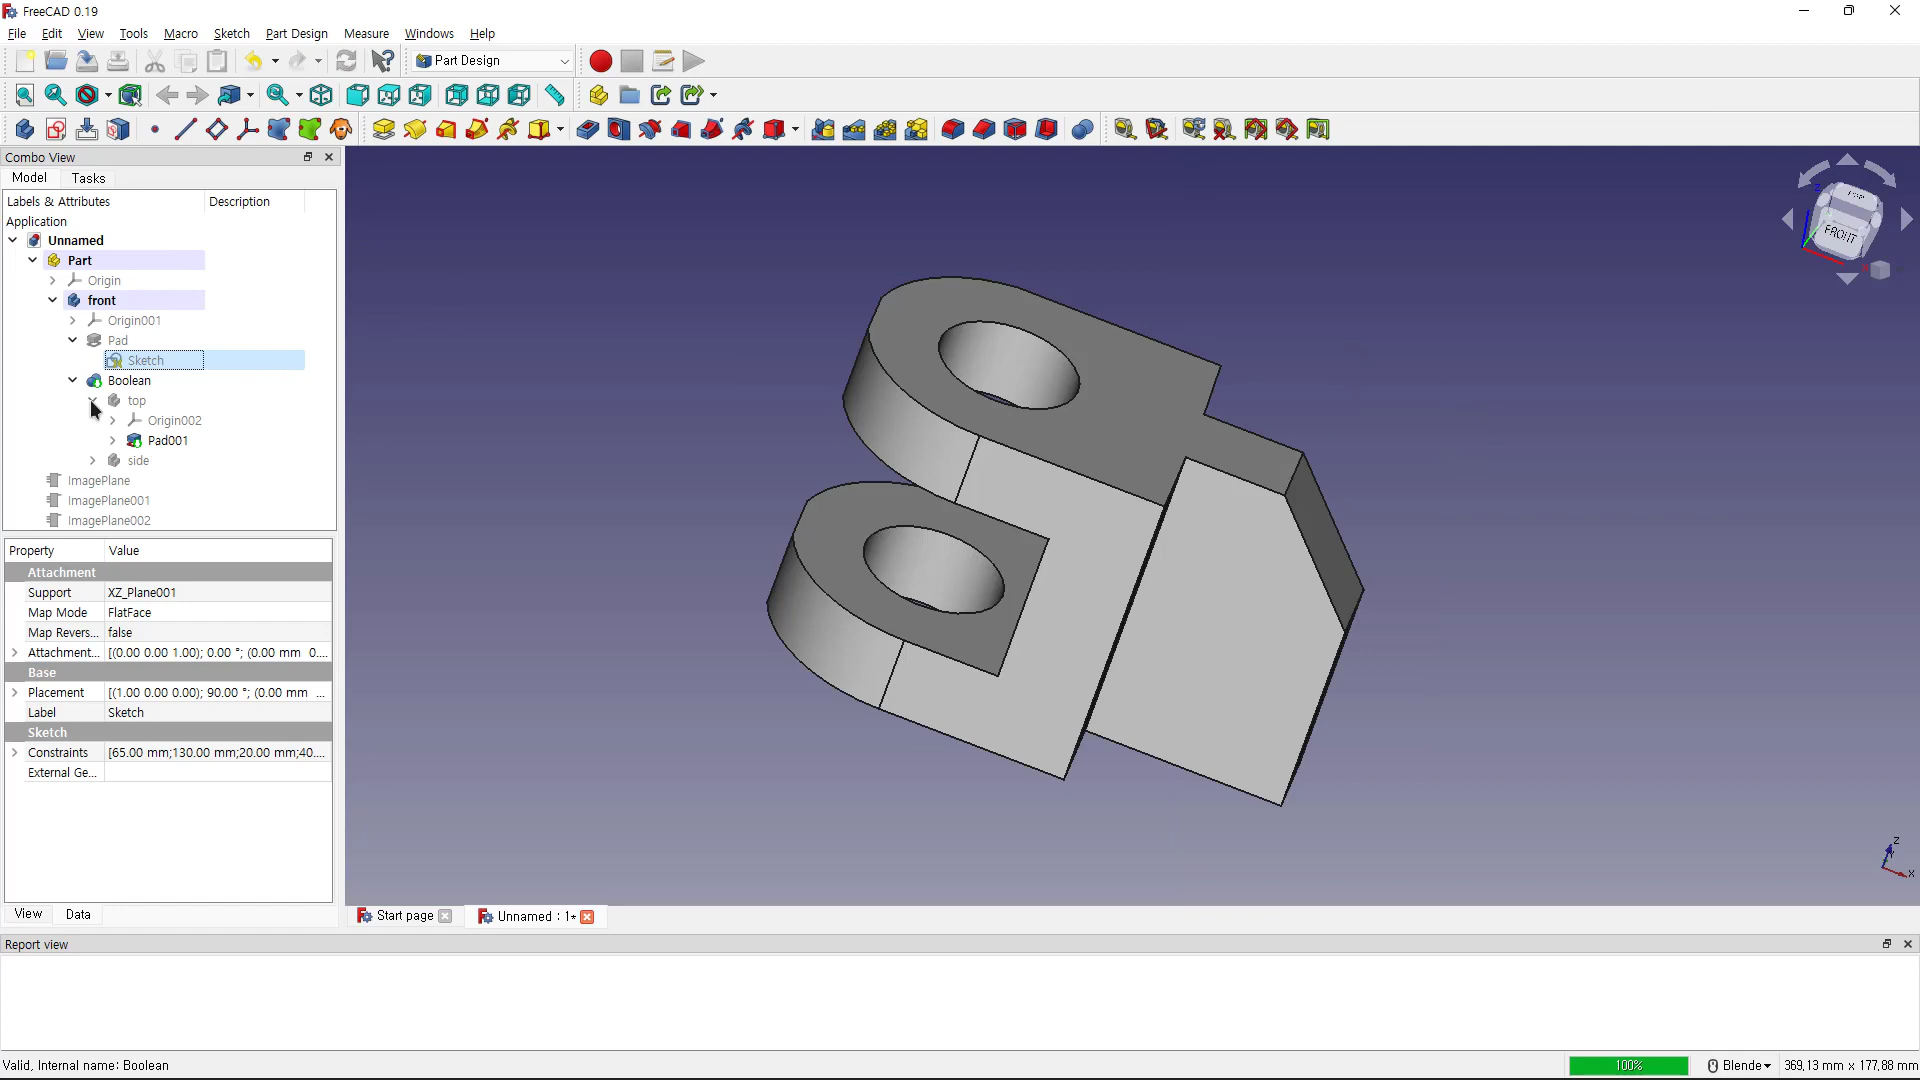 FreeCAD 0.19
File Edit View Tools Macro Sketch Part Design Measure Windows Help
Part Design
Combo View
Model Tasks
Labels & Attributes Description
Application
Unnamed
Part
Origin
front
Origin001
Pad
Sketch
Boolean
top
Origin002
Pad001
side
ImagePlane
ImagePlane001
ImagePlane002
Property Value
Attachment
Support XZ_Plane001
Map Mode FlatFace
Map Revers... false
Attachment... [(0.00 0.00 1.00); 0.00 °; (0.00 mm 0....
Base
Placement [(1.00 0.00 0.00); 90.00 °; (0.00 mm ...
Label Sketch
Sketch
Constraints [65.00 mm;130.00 mm;20.00 mm;40....
External Ge...
View Data
TOP
FRONT
Z
Z
X
Start page Unnamed : 1*
Report view
Valid, Internal name: Boolean
100% Blende 369,13 mm x 177,88 mm